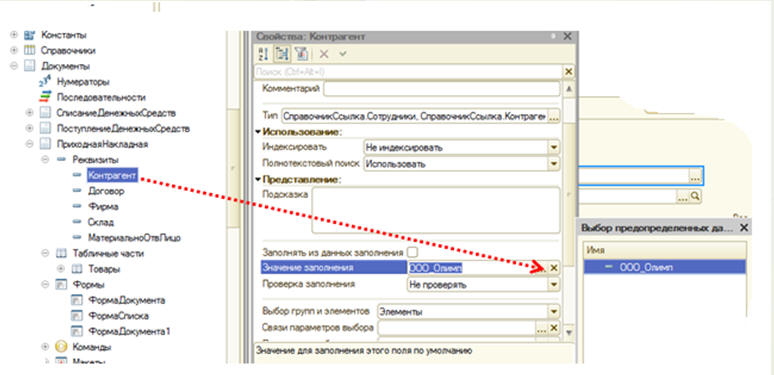 Константы
Справочники
Документы
Нумераторы
Последовательности
СписаниеДенежныхСредств
ПоступлениеДенежныхСредств
ПриходнаяНакладная
Реквизиты
Контрагент
Договор
Фирма
Склад
МатериальноОтвЛицо
Табличные части
Товары
Формы
ФормаДокумента
ФормаСписка
ФормаДокумента1
Команды
Макеты
Свойства: Контрагент
Поиск (Ctrl+Alt+I)
Комментарий
Тип СправочникСсылка.Сотрудники, СправочникСсылка.Контраген ...
Использование:
Индексировать Не индексировать
Полнотекстовый поиск Использовать
Представление:
Подсказка
Заполнять из данных заполнения
Значение заполнения ООО_Олимп
Проверка заполнения Не проверять
Выбор групп и элементов Элементы
Связи параметров выбора ...
Значение для заполнения этого поля по умолчанию
...
...
Выбор предопределенных да...
Имя
ООО_Олимп